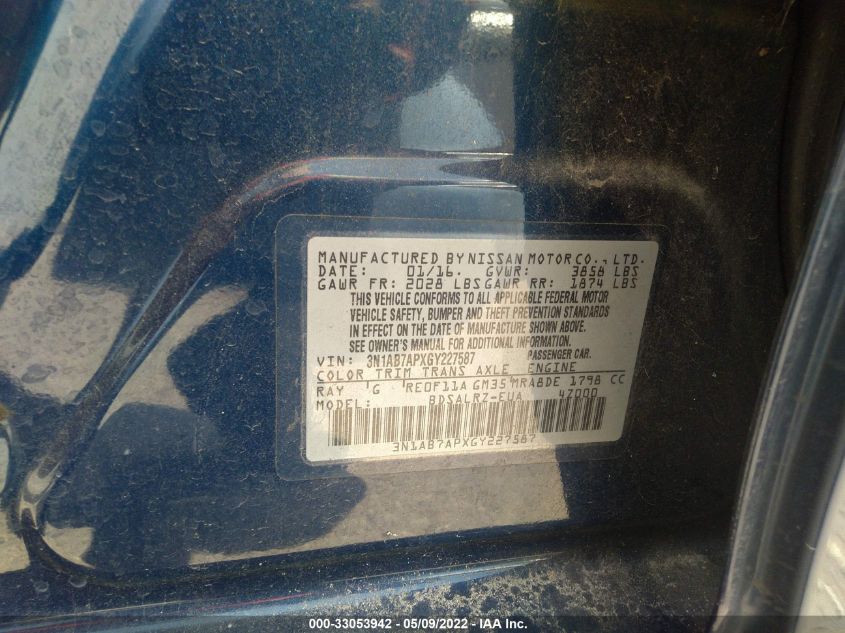 MANUFACTURED BY NISSAN MOTOR CO., LTD.
DATE: 01/16. GVWR: 3858 LBS
GAWR FR: 2028 LBS GAWR RR: 1874 LBS
THIS VEHICLE CONFORMS TO ALL APPLICABLE FEDERAL MOTOR
VEHICLE SAFETY, BUMPER AND THEFT PREVENTION STANDARDS
IN EFFECT ON THE DATE OF MANUFACTURE SHOWN ABOVE.
SEE OWNER'S MANUAL FOR ADDITIONAL INFORMATION.
VIN: 3N1AB7APXGY227587 PASSENGER CAR.
COLOR TRIM TRANS AXLE ENGINE
RAY 'G RE0F11A GM35 MRA8DE 1798 CC
MODEL: BDSALRZ-EUA 4Z000
3N1AB7APXGY227587
000-33053942 - 05/09/2022 - IAA Inc.